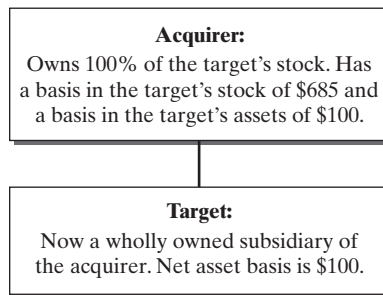 Acquirer:
Owns 100% of the target’s stock. Has
a basis in the target’s stock of $685 and
a basis in the target’s assets of $100.
Target:
Now a wholly owned subsidiary of
the acquirer. Net asset basis is $100.